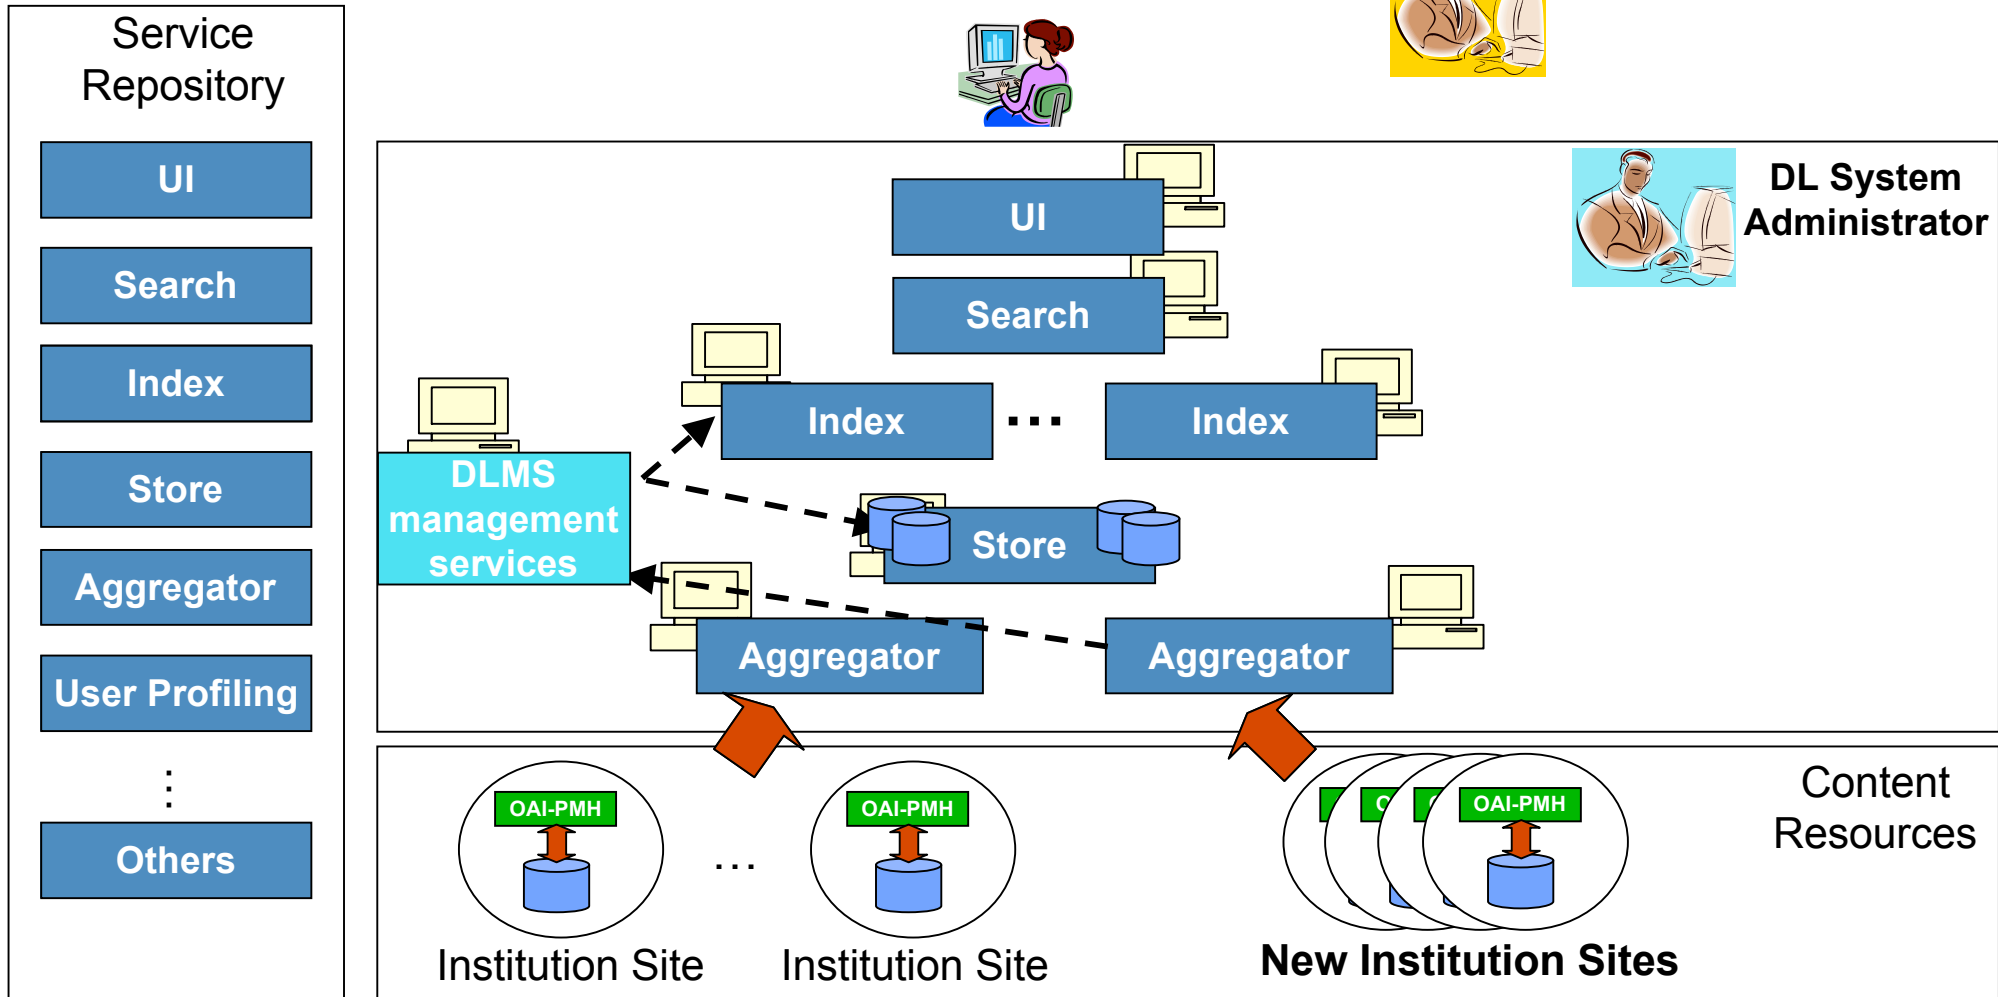 Service
Repository
UI
Search
Index
Store
Aggregator
User Profiling
⋮
Others
DL System
Administrator
UI
Search
Index
...
Index
DLMS
management
services
Store
Aggregator
Aggregator
Content
Resources
OAI-PMH
...
OAI-PMH
OAI-PMH
Institution Site
Institution Site
New Institution Sites